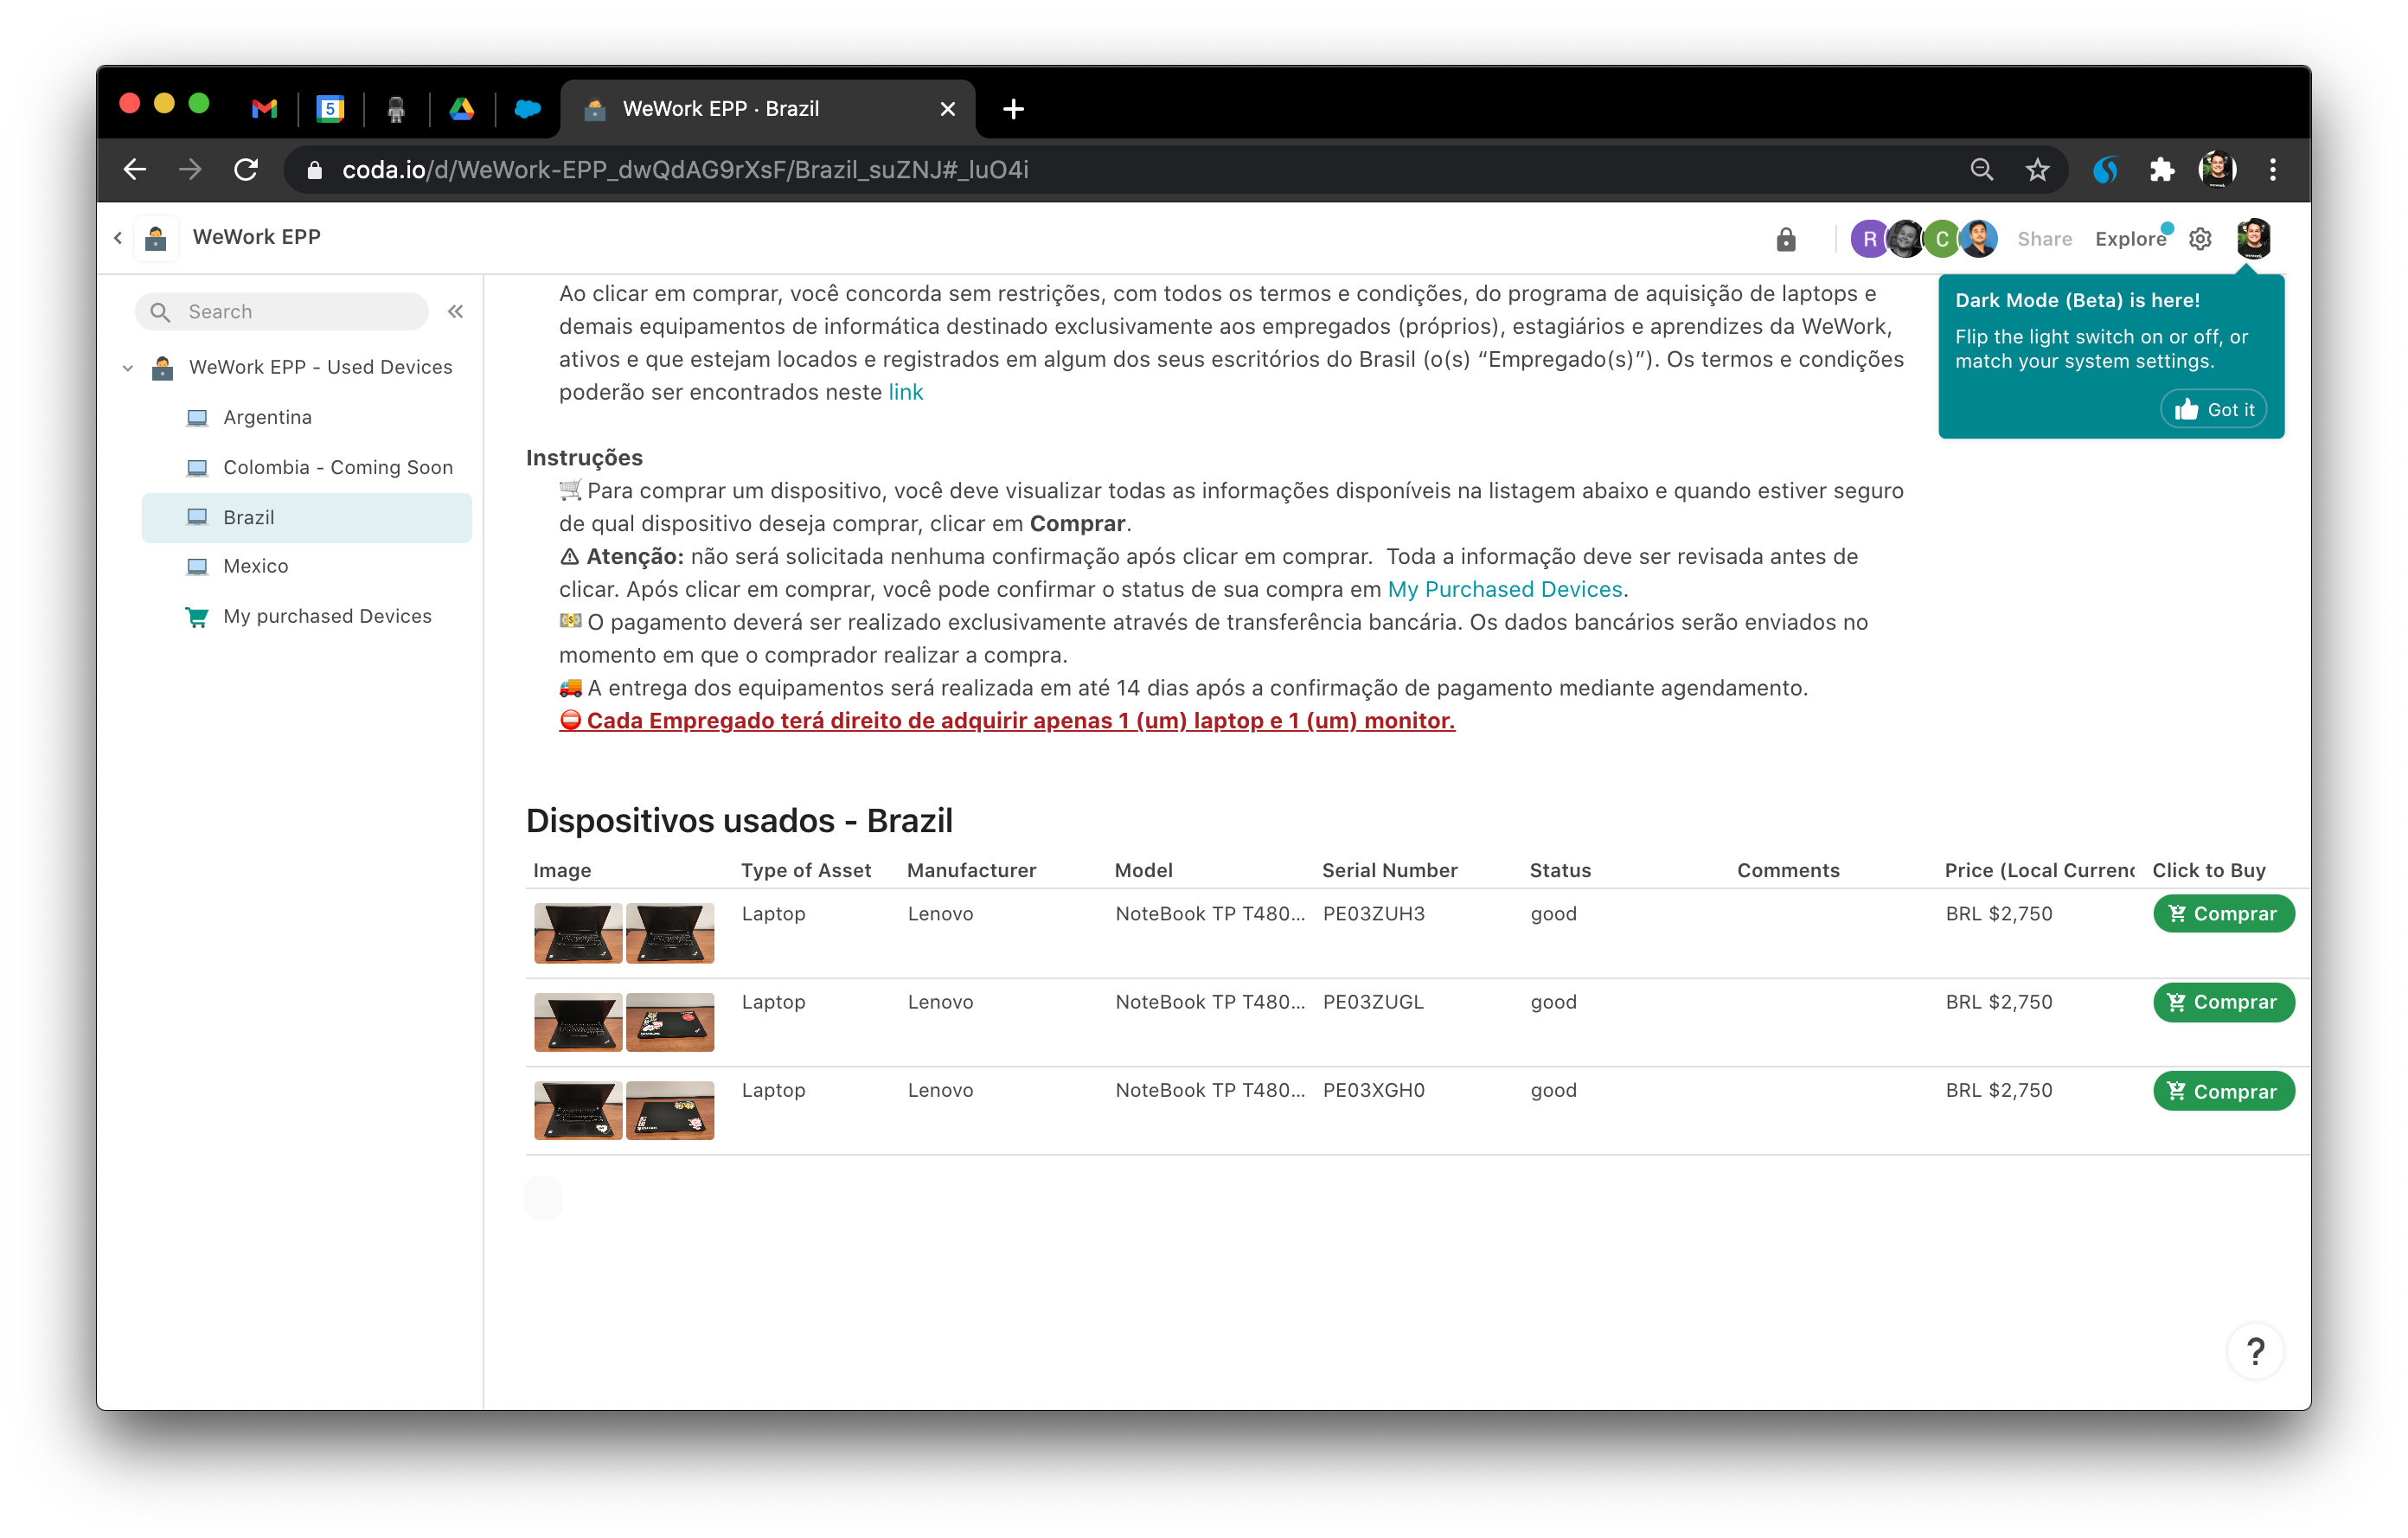 5
WeWork EPP · Brazil
coda.io/d/WeWork-EPP_dwQdAG9rXsF/Brazil_suZNJ#_luO4i
WeWork EPP
R
C
Share
Explore
Search
WeWork EPP - Used Devices
Argentina
Colombia - Coming Soon
Brazil
Mexico
My purchased Devices
Dark Mode (Beta) is here!
Flip the light switch on or off, or
match your system settings.
Got it
Ao clicar em comprar, você concorda sem restrições, com todos os termos e condições, do programa de aquisição de laptops e
demais equipamentos de informática destinado exclusivamente aos empregados (próprios), estagiários e aprendizes da WeWork,
ativos e que estejam locados e registrados em algum dos seus escritórios do Brasil (o(s) “Empregado(s)”). Os termos e condições
poderão ser encontrados neste link
Instruções
🛒 Para comprar um dispositivo, você deve visualizar todas as informações disponíveis na listagem abaixo e quando estiver seguro
de qual dispositivo deseja comprar, clicar em Comprar.
⚠ Atenção: não será solicitada nenhuma confirmação após clicar em comprar.  Toda a informação deve ser revisada antes de
clicar. Após clicar em comprar, você pode confirmar o status de sua compra em My Purchased Devices.
💵 O pagamento deverá ser realizado exclusivamente através de transferência bancária. Os dados bancários serão enviados no
momento em que o comprador realizar a compra.
🚚 A entrega dos equipamentos será realizada em até 14 dias após a confirmação de pagamento mediante agendamento.
⛔ Cada Empregado terá direito de adquirir apenas 1 (um) laptop e 1 (um) monitor.
Dispositivos usados - Brazil
Image Type of Asset Manufacturer Model Serial Number Status Comments Price (Local Currenc Click to Buy
Laptop Lenovo NoteBook TP T480... PE03ZUH3 good BRL $2,750 Comprar
Laptop Lenovo NoteBook TP T480... PE03ZUGL good BRL $2,750 Comprar
Laptop Lenovo NoteBook TP T480... PE03XGH0 good BRL $2,750 Comprar
?